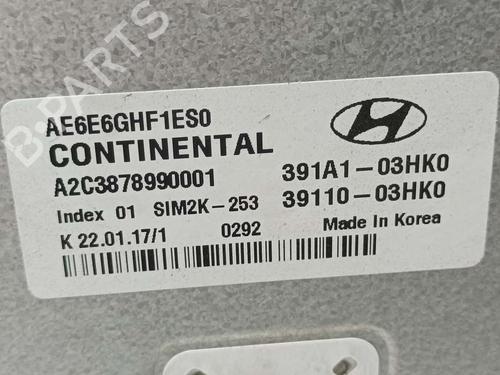 AE6E6GHF1ES0
CONTINENTAL
A2C3878990001
391A1-03HK0
Index 01 SIM2K-253
39110-03HK0
K 22.01.17/1 0292
Made in Korea
B-PARTS